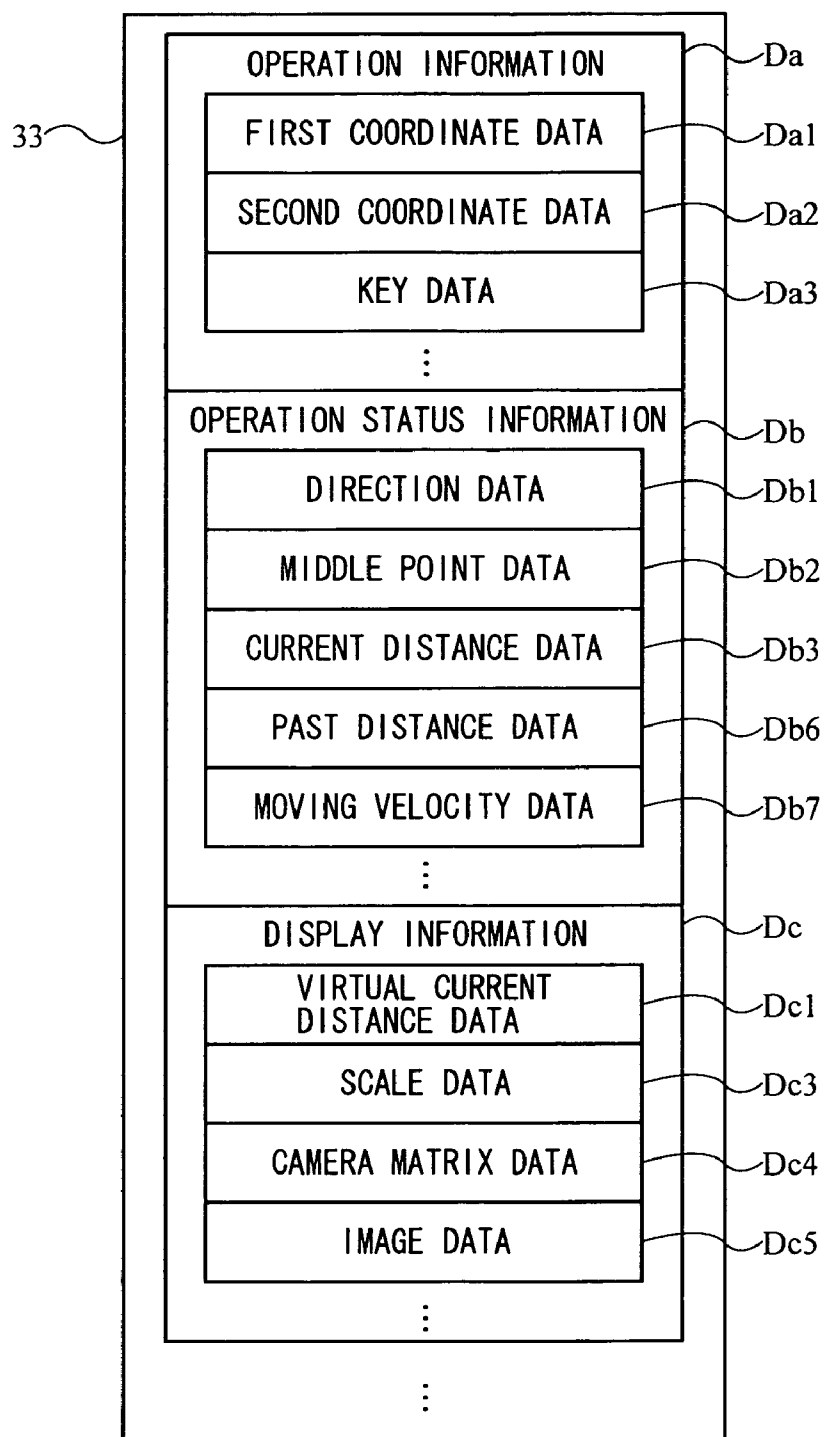 OPERATION INFORMATION Da
33
FIRST COORDINATE DATA Da1
SECOND COORDINATE DATA Da2
KEY DATA Da3
⋮
OPERATION STATUS INFORMATION Db
DIRECTION DATA Db1
MIDDLE POINT DATA Db2
CURRENT DISTANCE DATA Db3
PAST DISTANCE DATA Db6
MOVING VELOCITY DATA Db7
⋮
DISPLAY INFORMATION Dc
VIRTUAL CURRENT
DISTANCE DATA Dc1
SCALE DATA Dc3
CAMERA MATRIX DATA Dc4
IMAGE DATA Dc5
⋮
⋮